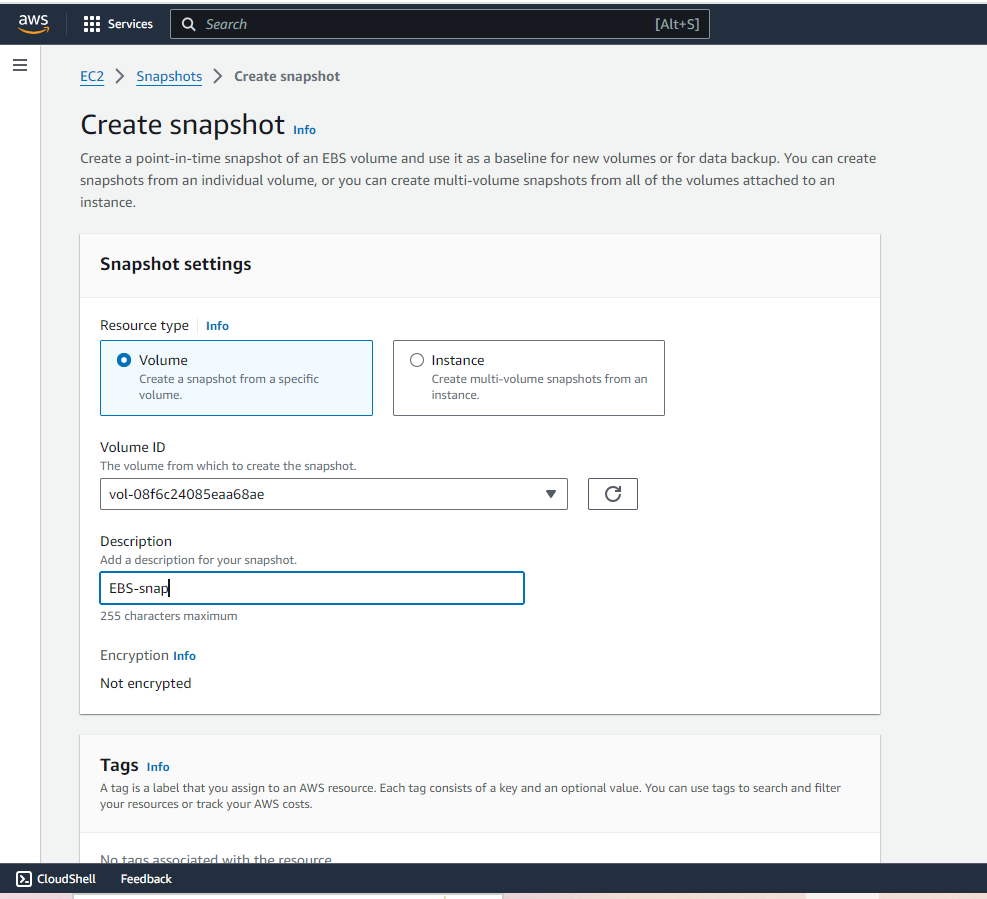 aws
Services
Search
[Alt+S]
EC2 > Snapshots > Create snapshot
Create snapshot Info
Create a point-in-time snapshot of an EBS volume and use it as a baseline for new volumes or for data backup. You can create
snapshots from an individual volume, or you can create multi-volume snapshots from all of the volumes attached to an
instance.
Snapshot settings
Resource type Info
Volume
Create a snapshot from a specific
volume.
Instance
Create multi-volume snapshots from an
instance.
Volume ID
The volume from which to create the snapshot.
vol-08f6c24085eaa68ae
Description
Add a description for your snapshot.
EBS-snap
255 characters maximum
Encryption Info
Not encrypted
Tags Info
A tag is a label that you assign to an AWS resource. Each tag consists of a key and an optional value. You can use tags to search and filter
your resources or track your AWS costs.
No tags associated with the resource
CloudShell
Feedback